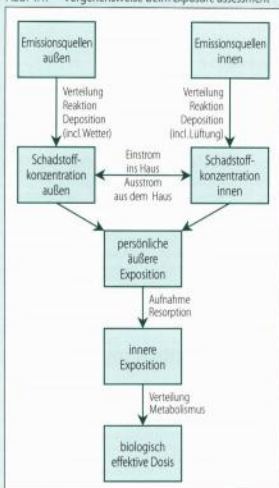 Vorgehensweise beim exposure assessment
Emissionsquellen
außen
Emissionsquellen
innen
Verteilung
Reaktion
Deposition
(incl.Wetter)
Verteilung
Reaktion
Deposition
(incl.Lüftung)
Schadstoff-
konzentration
außen
Einstrom
ins Haus
Ausstrom
aus dem Haus
Schadstoff-
konzentration
innen
persönliche
äußere
Exposition
Aufnahme
Resorption
innere
Exposition
Verteilung
Metabolismus
biologisch
effektive Dosis